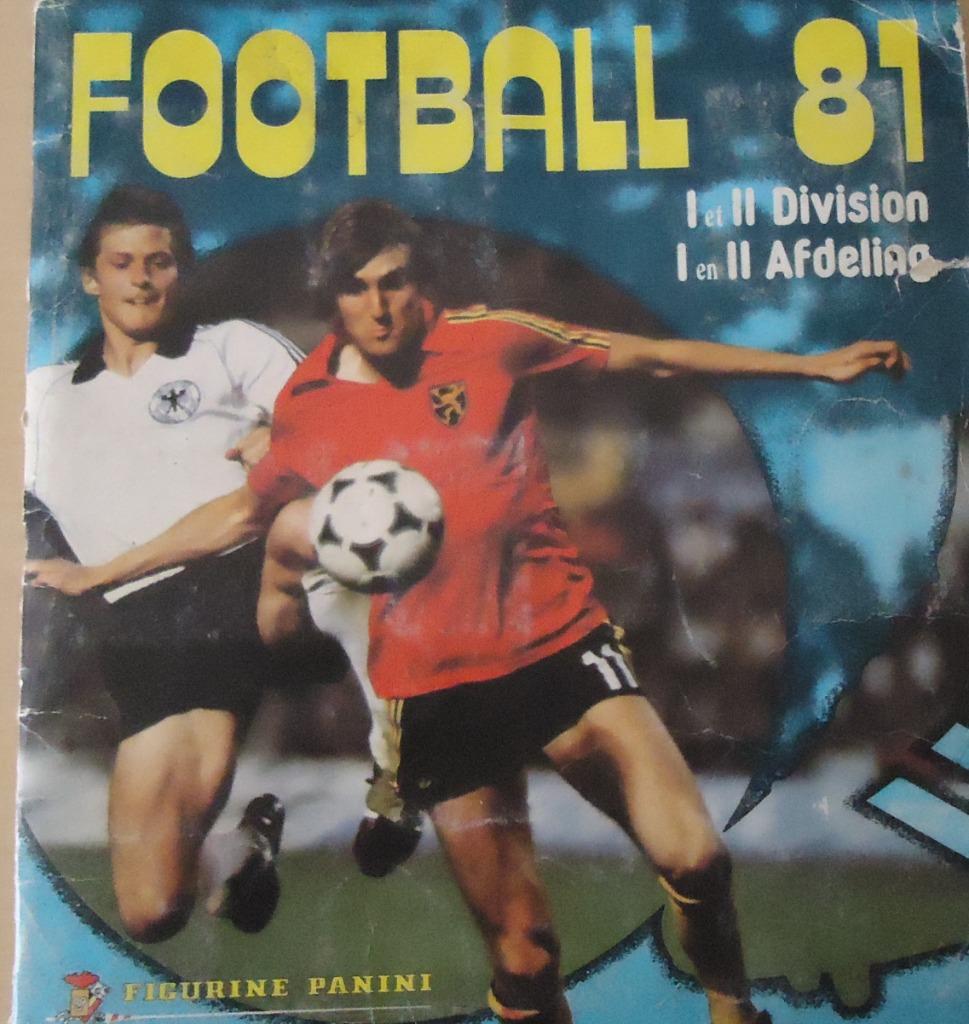 FOOTBALL 81
I et II Division
I en II Afdeling
11
FIGURINE PANINI